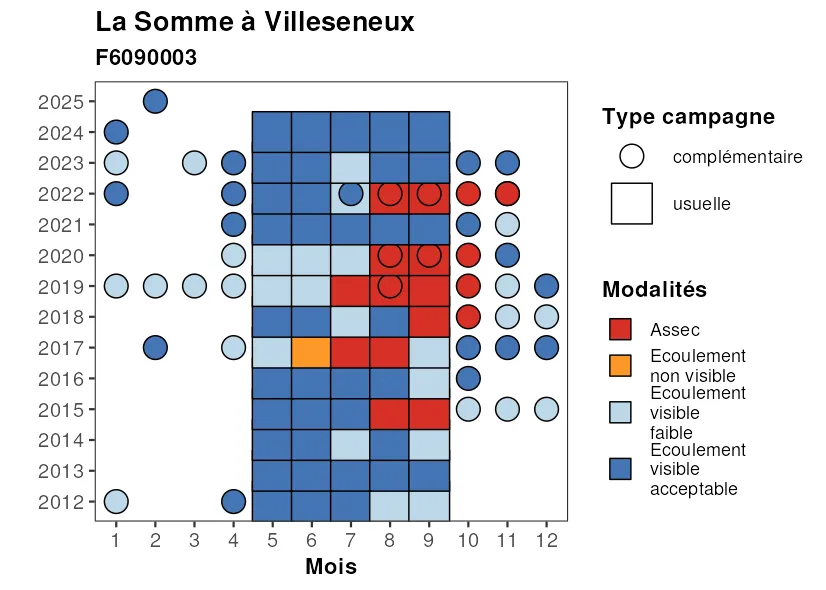 La Somme à Villeseneux
F6090003
2025
2024
2023
2022
2021
2020
2019
2018
2017
2016
2015
2014
2013
2012
1 2 3 4 5 6 7 8 9 10 11 12
Mois
Type campagne
complémentaire
usuelle
Modalités
Assec
Ecoulement
non visible
Ecoulement
visible
faible
Ecoulement
visible
acceptable